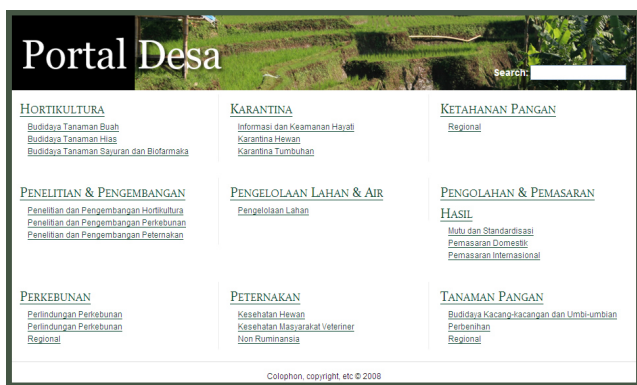 Portal Desa
Search:
Hortikultura
Budidaya Tanaman Buah
Budidaya Tanaman Hias
Budidaya Tanaman Sayuran dan Biofarmaka
Karantina
Informasi dan Keamanan Hayati
Karantina Hewan
Karantina Tumbuhan
Ketahanan Pangan
Regional
Penelitian & Pengembangan
Penelitian dan Pengembangan Hortikultura
Penelitian dan Pengembangan Perkebunan
Penelitian dan Pengembangan Peternakan
Pengelolaan Lahan & Air
Pengelolaan Lahan
Pengolahan & Pemasaran
Hasil
Mutu dan Standardisasi
Pemasaran Domestik
Pemasaran Internasional
Perkebunan
Perlindungan Perkebunan
Perlindungan Perkebunan
Regional
Peternakan
Kesehatan Hewan
Kesehatan Masyarakat Veteriner
Non Ruminansia
Tanaman Pangan
Budidaya Kacang-kacangan dan Umbi-umbian
Perbenihan
Regional
Colophon, copyright, etc © 2008